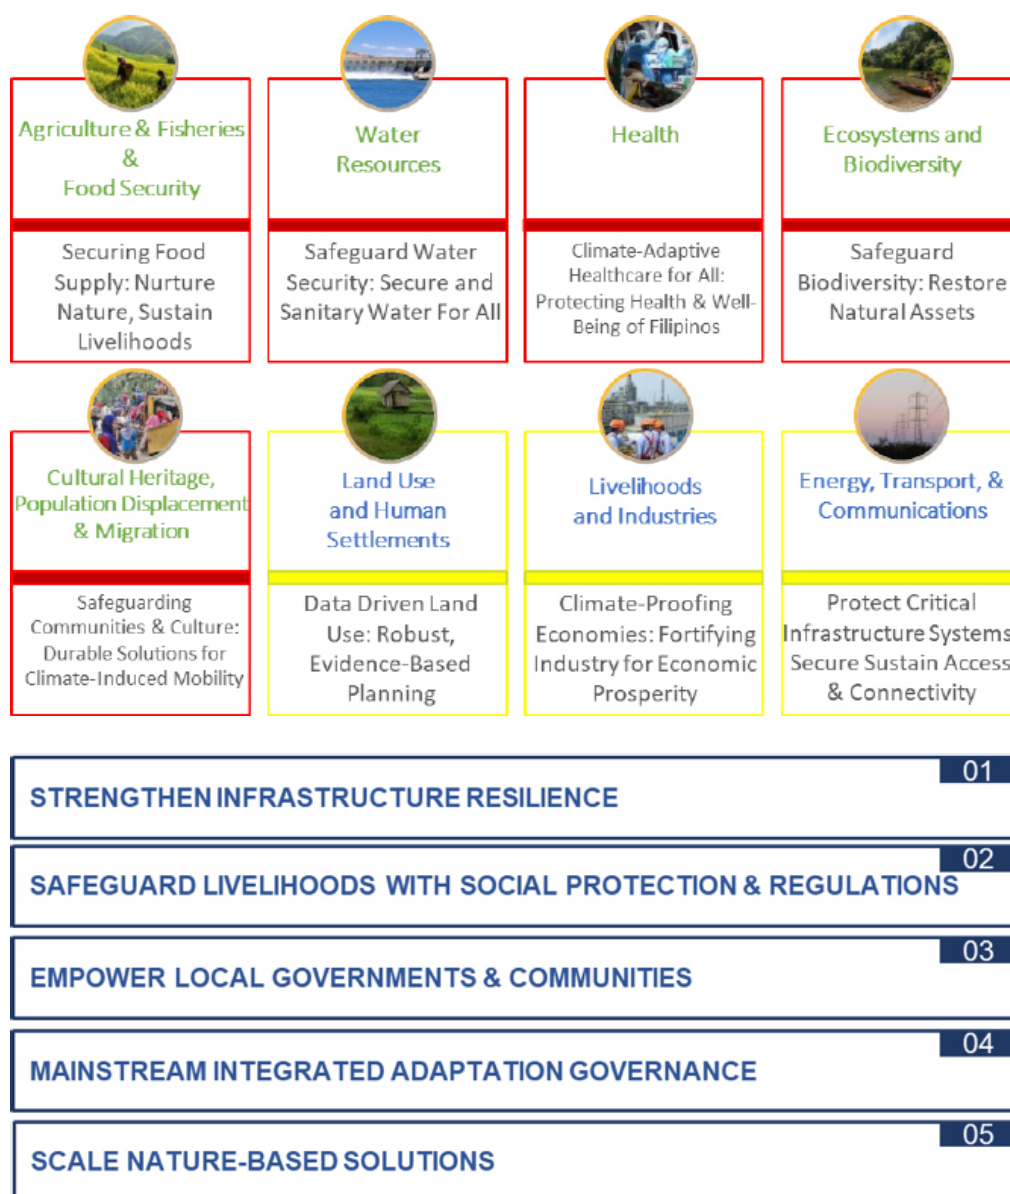 Agriculture & Fisheries
&
Food Security
Securing Food
Supply: Nurture
Nature, Sustain
Livelihoods
Water
Resources
Safeguard Water
Security: Secure and
Sanitary Water For All
Health
Climate-Adaptive
Healthcare for All:
Protecting Health & Well-
Being of Filipinos
Ecosystems and
Biodiversity
Safeguard
Biodiversity: Restore
Natural Assets
Cultural Heritage,
Population Displacement
& Migration
Safeguarding
Communities & Culture:
Durable Solutions for
Climate-Induced Mobility
Land Use
and Human
Settlements
Data Driven Land
Use: Robust,
Evidence-Based
Planning
Livelihoods
and Industries
Climate-Proofing
Economies: Fortifying
Industry for Economic
Prosperity
Energy, Transport, &
Communications
Protect Critical
Infrastructure Systems
Secure Sustain Access
& Connectivity
01
STRENGTHEN INFRASTRUCTURE RESILIENCE
02
SAFEGUARD LIVELIHOODS WITH SOCIAL PROTECTION & REGULATIONS
03
EMPOWER LOCAL GOVERNMENTS & COMMUNITIES
04
MAINSTREAM INTEGRATED ADAPTATION GOVERNANCE
05
SCALE NATURE-BASED SOLUTIONS